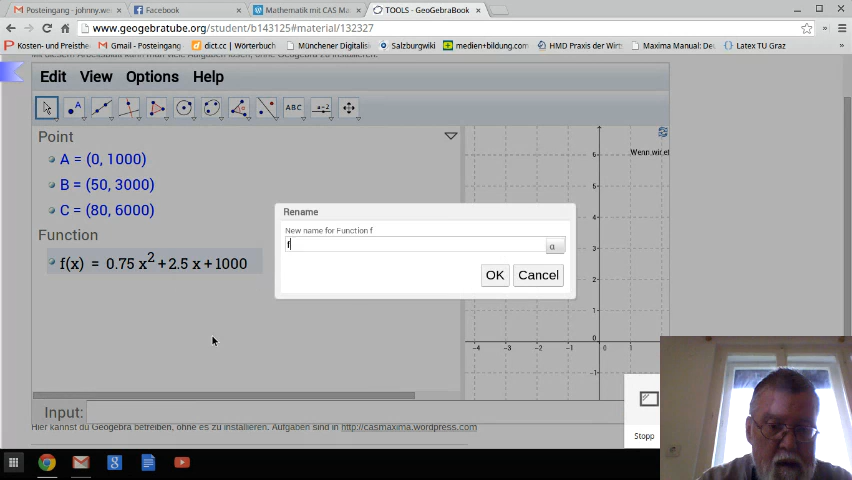 Posteingang - johnny.we
Facebook
Mathematik mit CAS Ma
TOOLS - GeoGebraBook
www.geogebratube.org/student/b143125#material/132327
Kosten- und Preisthe
Gmail - Posteingang
dict.cc | Wörterbuch
Münchener Digitalis
Salzburgwiki
medien+bildung.com
HMD Praxis der Wirt
Maxima Manual: De
Latex TU Graz
Edit View Options Help
ABC
a=2
Point
A = (0, 1000)
B = (50, 3000)
C = (80, 6000)
Function
f(x) = 0.75 x² + 2.5 x + 1000
Rename
New name for Function f
f
α
OK Cancel
Wenn wir et
6
5
4
3
2
1
0
-4 -3 -2 -1 0 1
-1
Input:
Stopp
Hier kannst du Geogebra betreiben, ohne es zu installieren. Aufgaben sind in http://casmaxima.wordpress.com